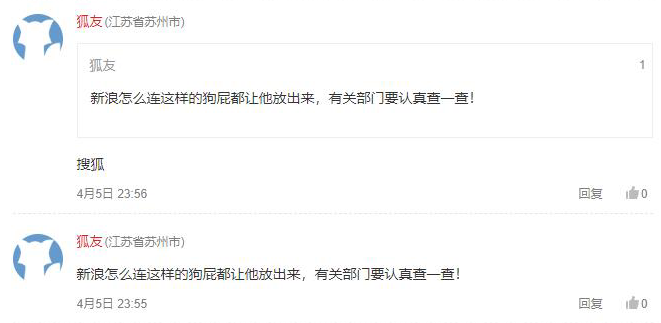 狐友(江苏省苏州市)
狐友 1
新浪怎么连这样的狗屁都让他放出来，有关部门要认真查一查！
搜狐
4月5日 23:56 回复 0
狐友(江苏省苏州市)
新浪怎么连这样的狗屁都让他放出来，有关部门要认真查一查！
4月5日 23:55 回复 0